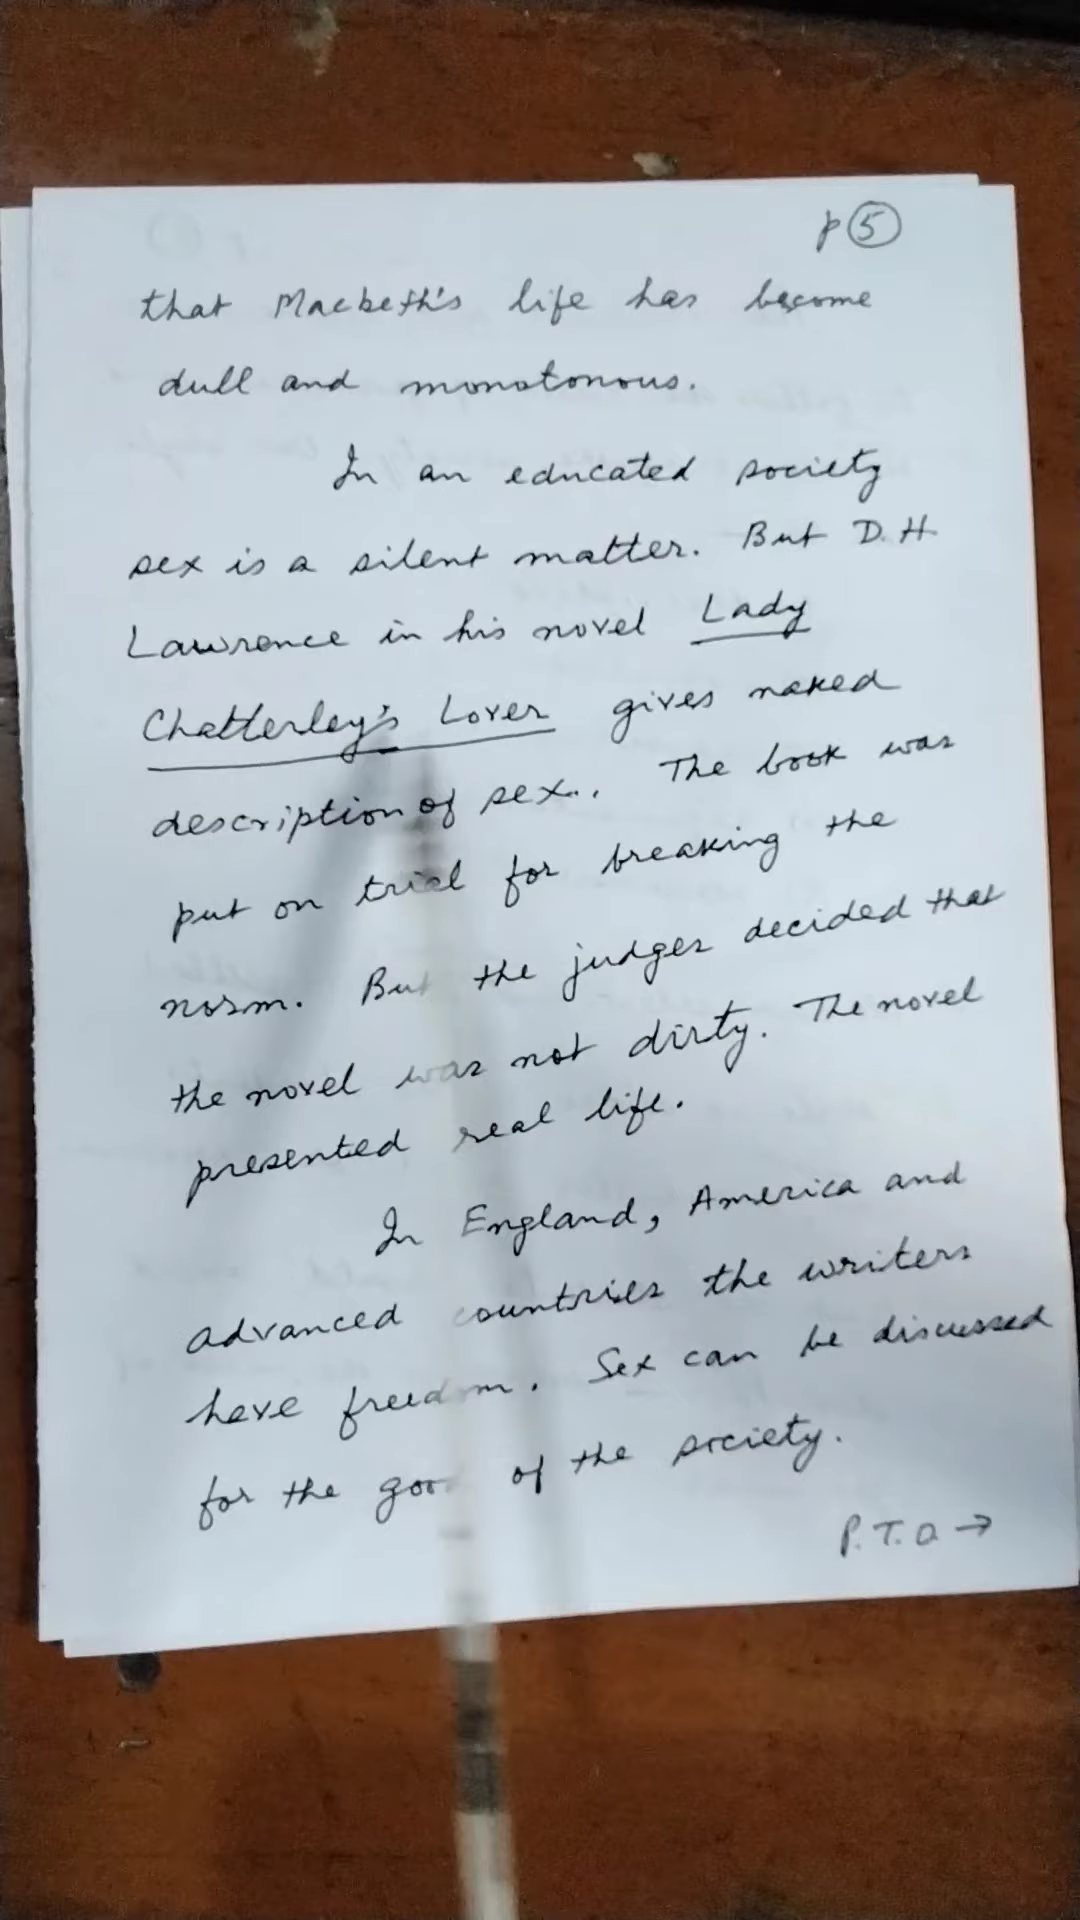 p 5
that Macbeth's life has become
dull and monotonous.
In an educated society
sex is a silent matter. But D.H.
Lawrence in his novel Lady
Chatterley's Lover gives naked
description of sex. The book was
put on trial for breaking the
norm. But the judges decided that
the novel was not dirty. The novel
presented real life.
In England, America and
advanced countries the writers
have freedom. Sex can be discussed
for the good of the society.
P.T.O →